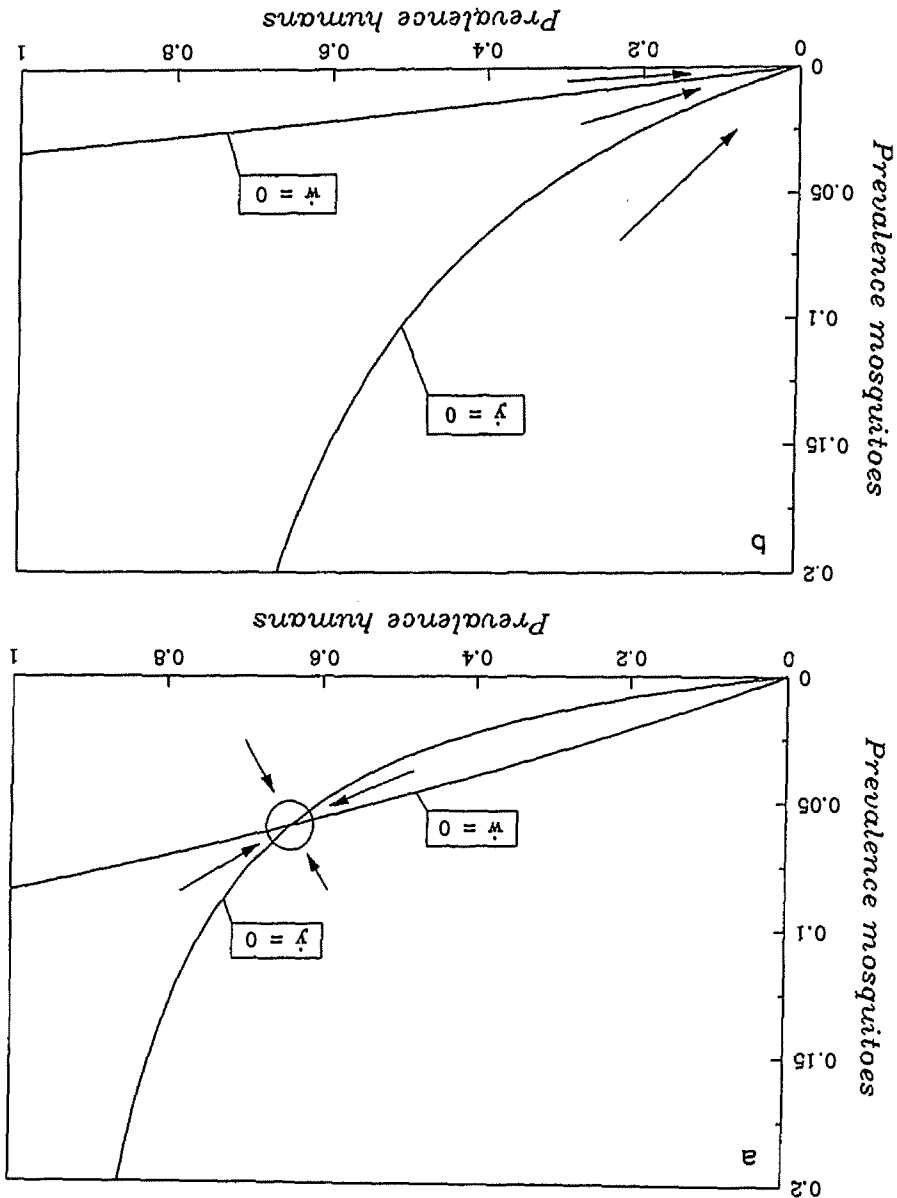 0.2
a
0.15
ẏ = 0
0.1
ẇ = 0
0.05
0
Prevalence mosquitoes
0 0.2 0.4 0.6 0.8 1
Prevalence humans
0.2
b
0.15
ẏ = 0
0.1
ẇ = 0
0.05
0
Prevalence mosquitoes
0 0.2 0.4 0.6 0.8 1
Prevalence humans